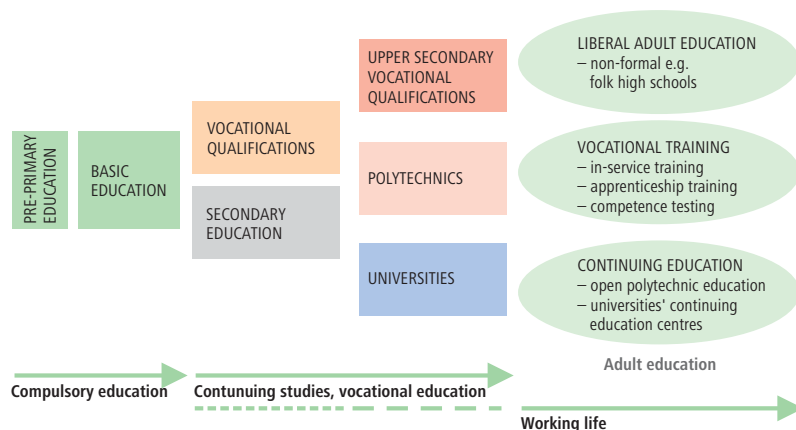 PRE-PRIMARY
EDUCATION
BASIC
EDUCATION
VOCATIONAL
QUALIFICATIONS
SECONDARY
EDUCATION
UPPER SECONDARY
VOCATIONAL
QUALIFICATIONS
POLYTECHNICS
UNIVERSITIES
LIBERAL ADULT EDUCATION
– non-formal e.g.
folk high schools
VOCATIONAL TRAINING
– in-service training
– apprenticeship training
– competence testing
CONTINUING EDUCATION
– open polytechnic education
– universities' continuing
education centres
Adult education
Compulsory education
Contunuing studies, vocational education
Working life